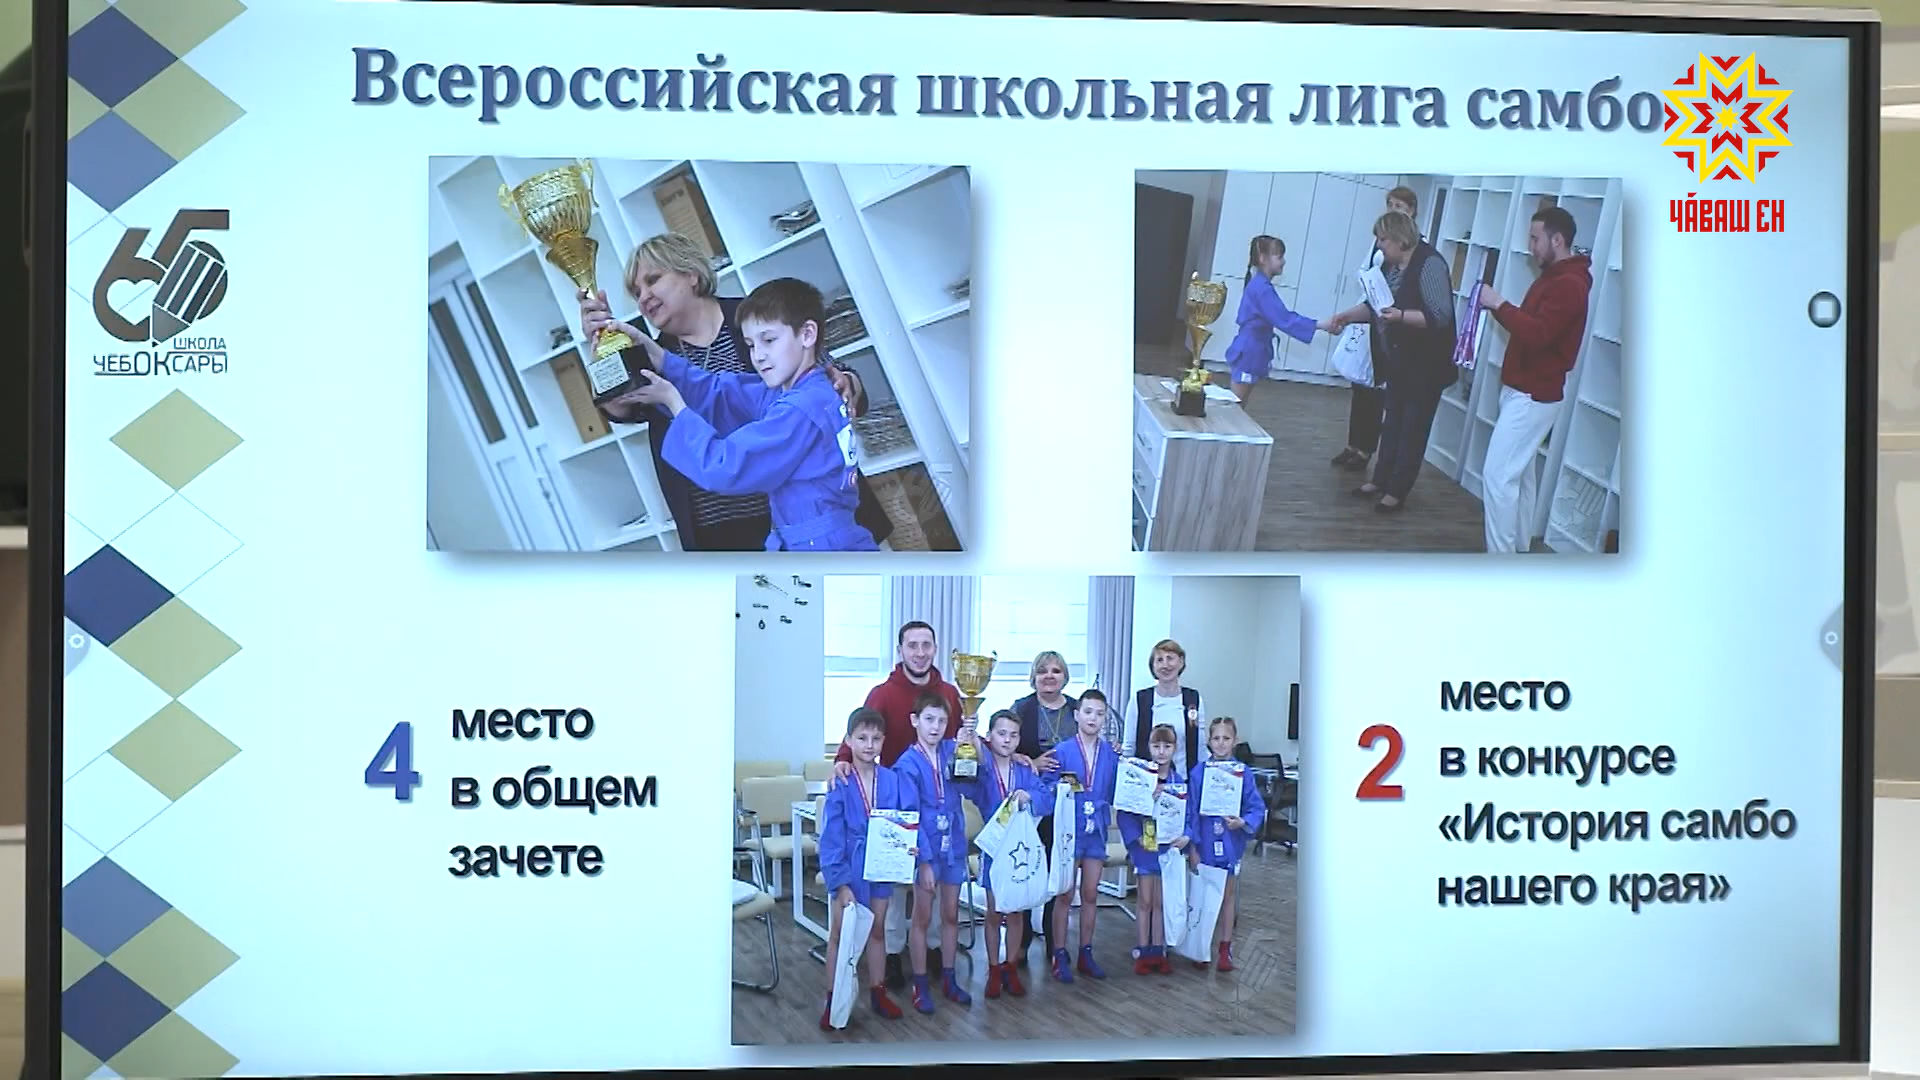 Всероссийская школьная лига самбо
ЧӐВАШ ЕН
65
ШКОЛА
ЧЕБОКСАРЫ
4 место
в общем
зачете
2 место
в конкурсе
«История самбо
нашего края»